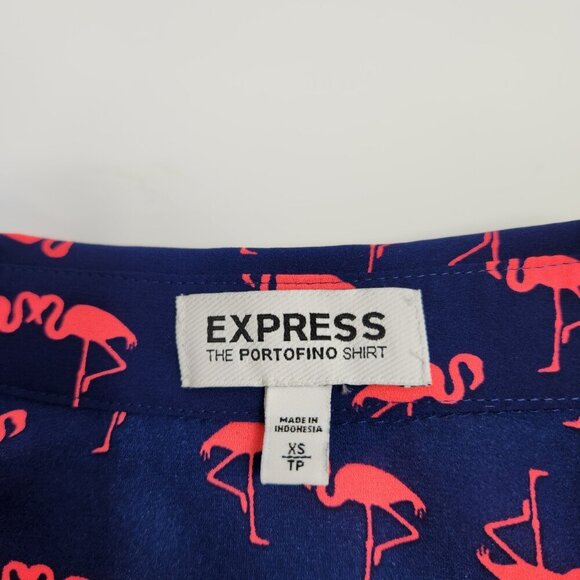 EXPRESS
THE PORTOFINO SHIRT
MADE IN
INDONESIA
XS
TP